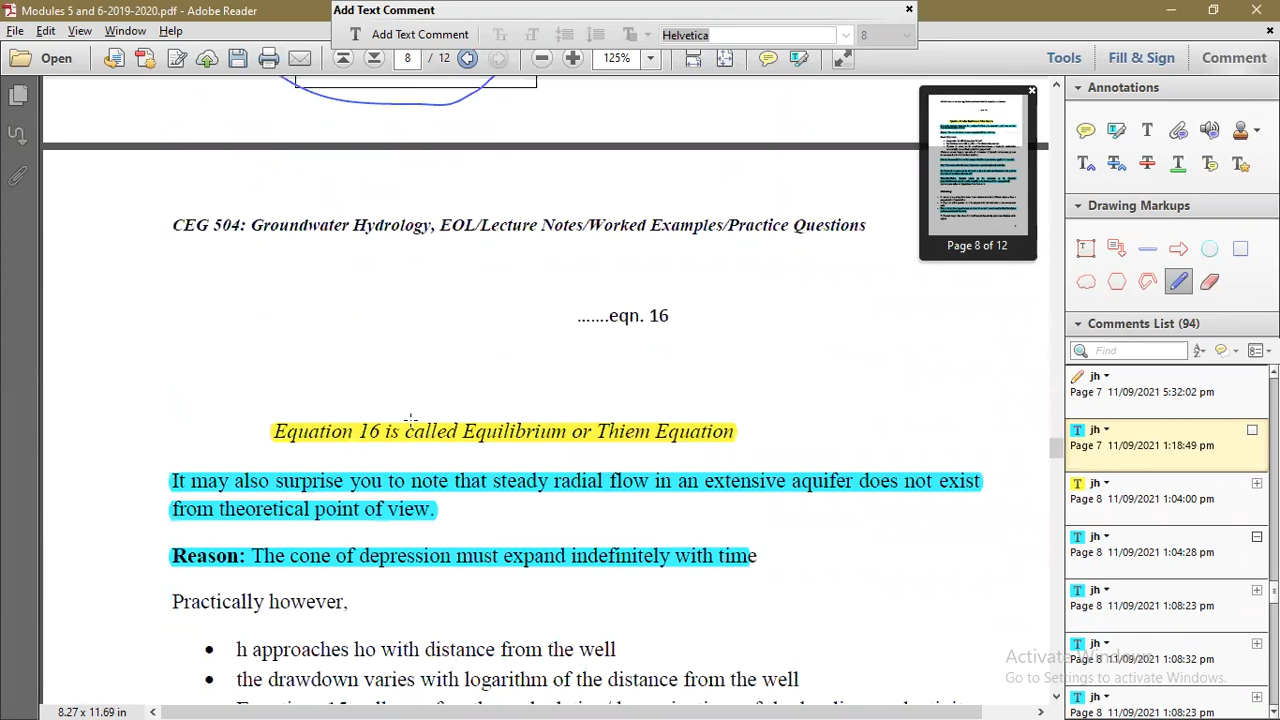 Modules 5 and 6-2019-2020.pdf - Adobe Reader
Add Text Comment
File Edit View Window Help
Add Text Comment
Helvetica
8
Open
8 / 12
125%
Tools
Fill & Sign
Comment
Annotations
CEG 504: Groundwater Hydrology, EOL/Lecture Notes/Worked Examples/Practice Questions
Page 8 of 12
Drawing Markups
.......eqn. 16
Comments List (94)
Find
jh
Page 7 11/09/2021 5:32:02 pm
Equation 16 is called Equilibrium or Thiem Equation
jh
Page 7 11/09/2021 1:18:49 pm
It may also surprise you to note that steady radial flow in an extensive aquifer does not exist
from theoretical point of view.
jh
Page 8 11/09/2021 1:04:00 pm
Reason: The cone of depression must expand indefinitely with time
jh
Page 8 11/09/2021 1:04:28 pm
Practically however,
jh
Page 8 11/09/2021 1:08:23 pm
• h approaches ho with distance from the well
jh
Page 8 11/09/2021 1:08:32 pm
• the drawdown varies with logarithm of the distance from the well
Activate Windows
Go to Settings to activate Windows.
jh
Page 8 11/09/2021 1:08:23 pm
8.27 x 11.69 in